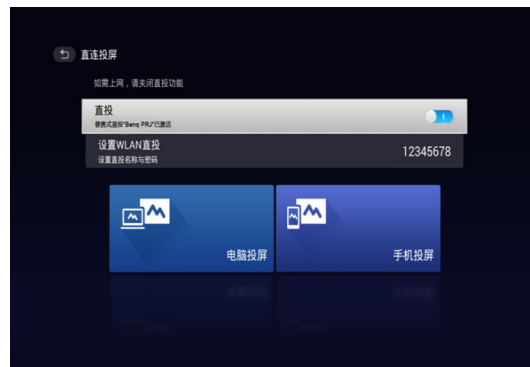 直连投屏
如需上网，请关闭直投功能
直投
便携式直投"Benq PRJ"已激活
设置WLAN直投
设置直投名称与密码
12345678
电脑投屏
手机投屏